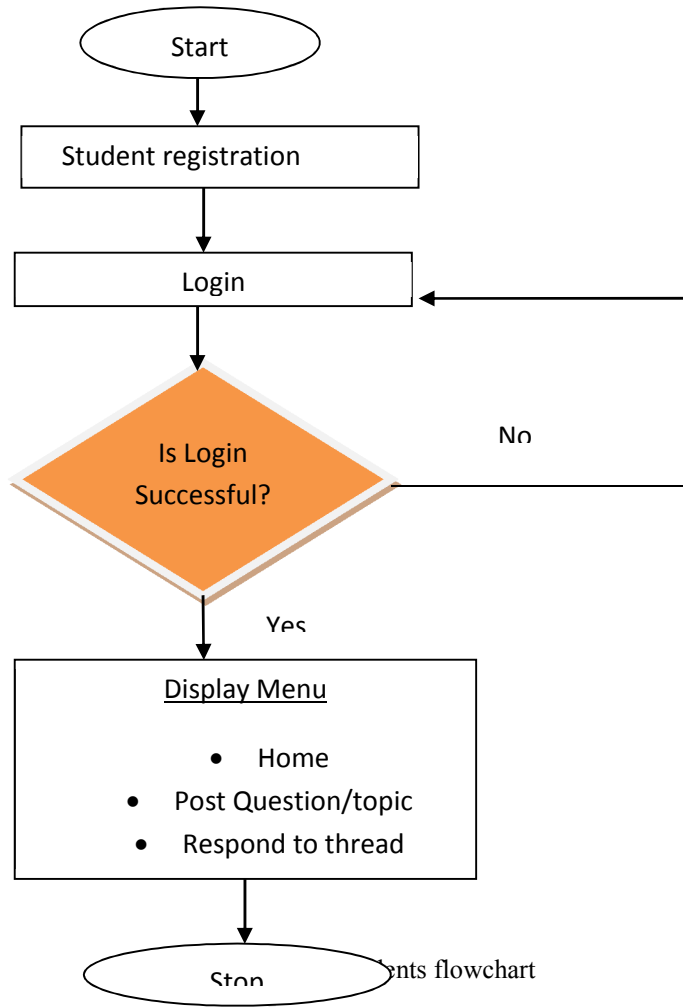 Start
Student registration
Login
Is Login
Successful?
No
Yes
Display Menu
• Home
• Post Question/topic
• Respond to thread
Stop
flowchart